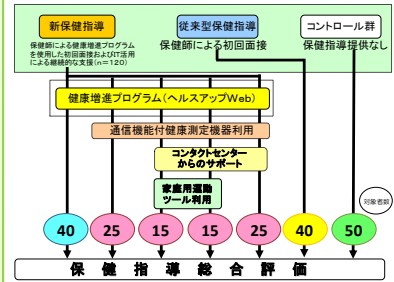 新保健指導
従来型保健指導
コントロール群
保健師による健康増進プログラム
を使用した初回面接およびIT活用
による継続的な支援(n=120)
保健師による初回面接
保健指導提供なし
健康増進プログラム(ヘルスアップWeb)
通信機能付健康測定機器利用
コンタクトセンター
からのサポート
家庭用運動
ツール利用
対象者数
40 25 15 15 25 40 50
保健指導総合評価